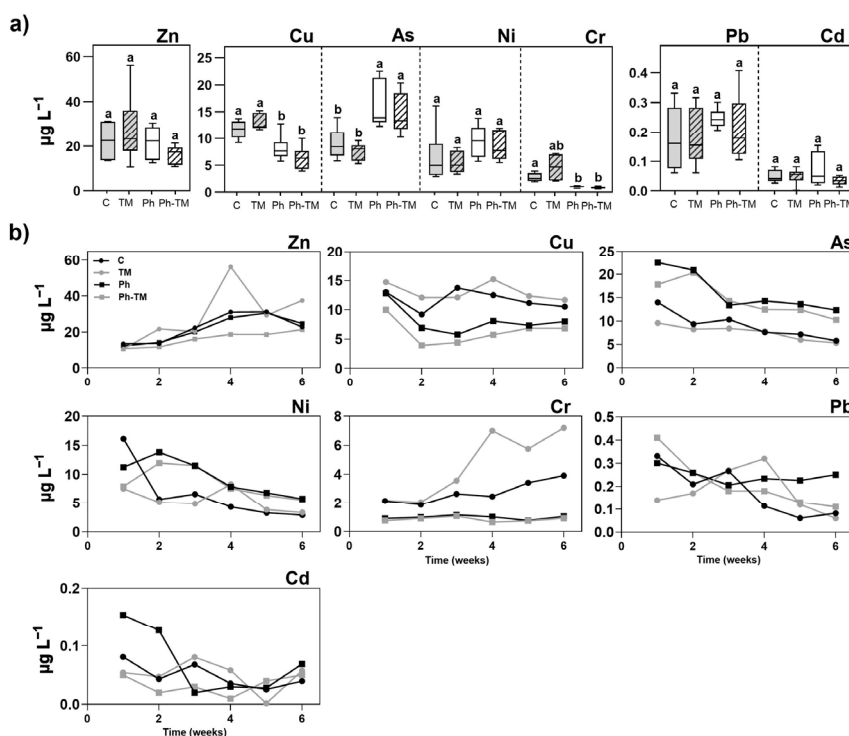 a)
Zn Cu As Ni Cr Pb Cd
µg L⁻¹
60
40
20
0
a a a a
C TM Ph Ph-TM
25
20
15
10
5
0
a a b b
b b a a
a a a a
a ab b b
C TM Ph Ph-TM C TM Ph Ph-TM C TM Ph Ph-TM C TM Ph Ph-TM
0.4
0.3
0.2
0.1
0.0
a a a a
a a a a
C TM Ph Ph-TM C TM Ph Ph-TM
b)
Zn
µg L⁻¹
60
40
20
0
C
TM
Ph
Ph-TM
0 2 4 6
Cu
20
15
10
5
0
0 2 4 6
As
25
20
15
10
5
0
0 2 4 6
Ni
µg L⁻¹
20
15
10
5
0
0 2 4 6
Cr
8
6
4
2
0
0 2 4 6
Time (weeks)
Pb
0.5
0.4
0.3
0.2
0.1
0.0
0 2 4 6
Time (weeks)
Cd
µg L⁻¹
0.2
0.1
0.0
0 2 4 6
Time (weeks)